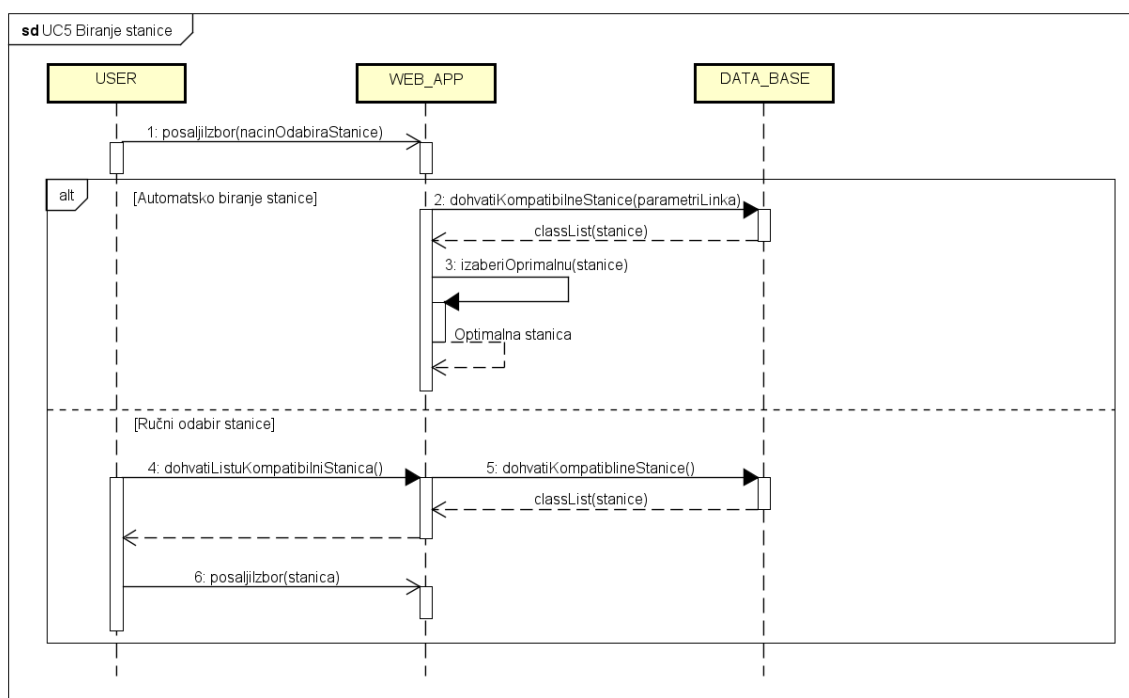 sd UC5 Biranje stanice
USER
WEB_APP
DATA_BASE
1: posaljiIzbor(nacinOdabiraStanice)
alt
[Automatsko biranje stanice]
2: dohvatiKompatibilneStanice(parametriLinka)
classList(stanice)
3: izaberiOprimalnu(stanice)
Optimalna stanica
[Ručni odabir stanice]
4: dohvatiListuKompatibilniStanica()
5: dohvatiKompatiblineStanice()
classList(stanice)
6: posaljiIzbor(stanica)